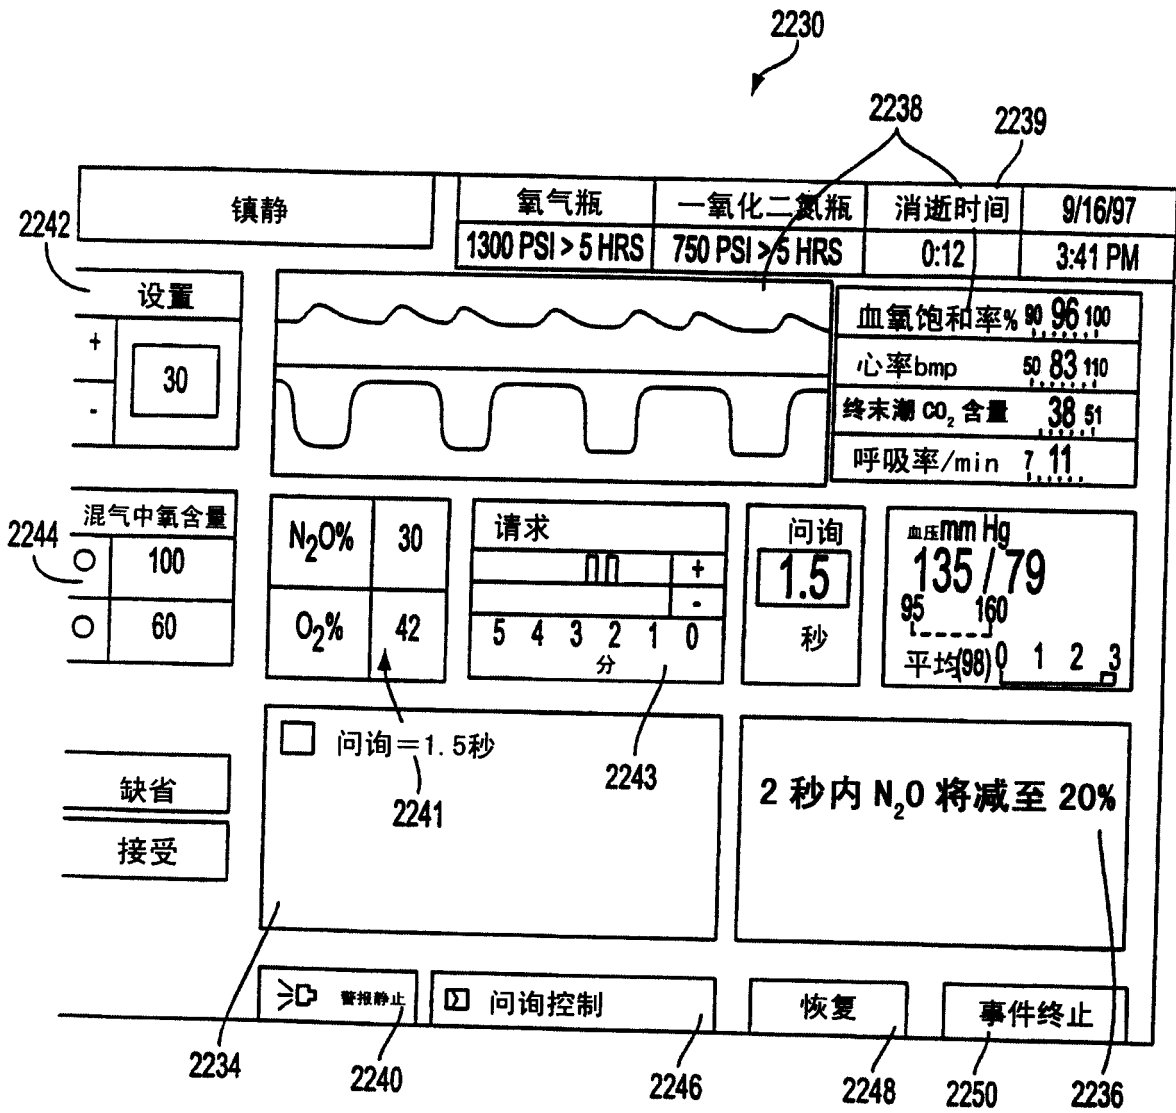 2230
2238
2239
镇静
氧气瓶
一氧化二氮瓶
消逝时间
9/16/97
2242
1300 PSI > 5 HRS
750 PSI > 5 HRS
0:12
3:41 PM
设置
+
30
-
血氧饱和率% 90 96 100
心率bmp 50 83 110
终末潮 CO₂ 含量 38 51
呼吸率/min 7 11
混气中氧含量
2244
100
60
N₂O% 30
O₂% 42
请求
+
-
5 4 3 2 1 0
分
问询
1.5
秒
血压mm Hg
135/79
95 160
平均(98) 0 1 2 3
问询=1.5秒
2241
2243
2秒内 N₂O 将减至 20%
缺省
接受
警报静止
Σ 问询控制
恢复
事件终止
2234
2240
2246
2248
2250
2236